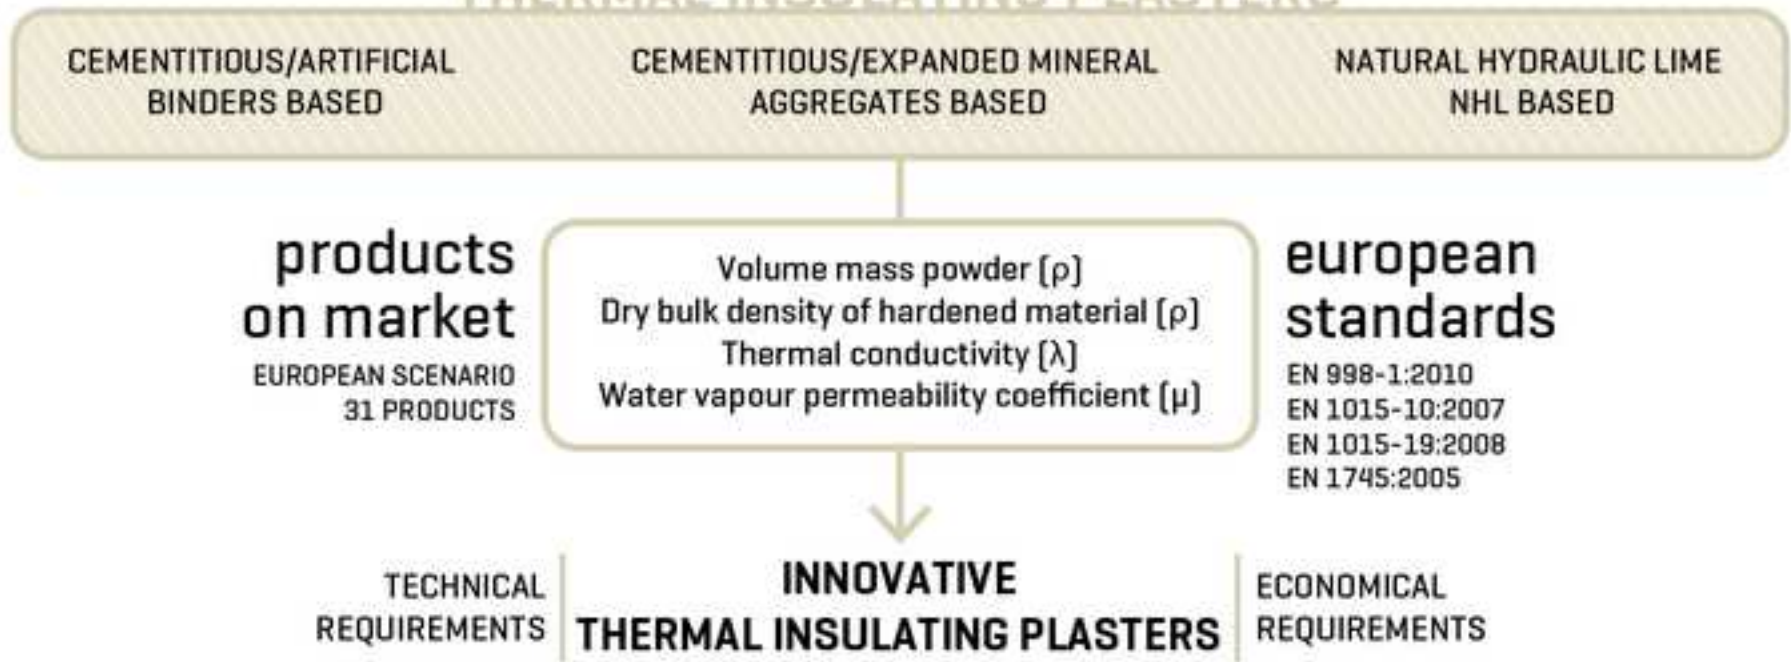 THERMAL INSULATING PLASTERS
CEMENTITIOUS/ARTIFICIAL
BINDERS BASED
CEMENTITIOUS/EXPANDED MINERAL
AGGREGATES BASED
NATURAL HYDRAULIC LIME
NHL BASED
products
on market
EUROPEAN SCENARIO
31 PRODUCTS
Volume mass powder (ρ)
Dry bulk density of hardened material (ρ)
Thermal conductivity (λ)
Water vapour permeability coefficient (μ)
european
standards
EN 998-1:2010
EN 1015-10:2007
EN 1015-19:2008
EN 1745:2005
TECHNICAL
REQUIREMENTS
INNOVATIVE
THERMAL INSULATING PLASTERS
ECONOMICAL
REQUIREMENTS